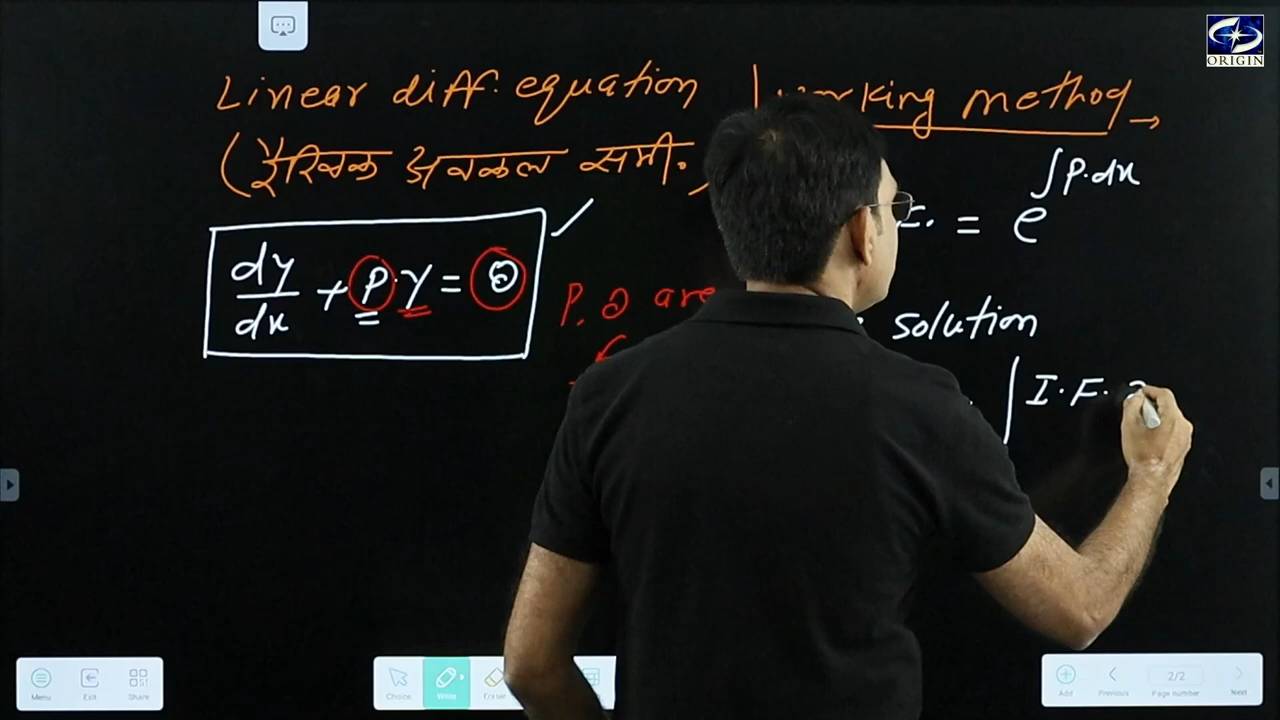 ORIGIN
Linear diff. equation
working method →
(रैखिक अवकल समी.)
∫P.dx
I. = e
dy/dx + P.y = Q
P, Q are
solution
∫ I.F.
Menu
Exit
Share
Choice
Write
Eraser
Add
Previous
2/2
Page number
Next